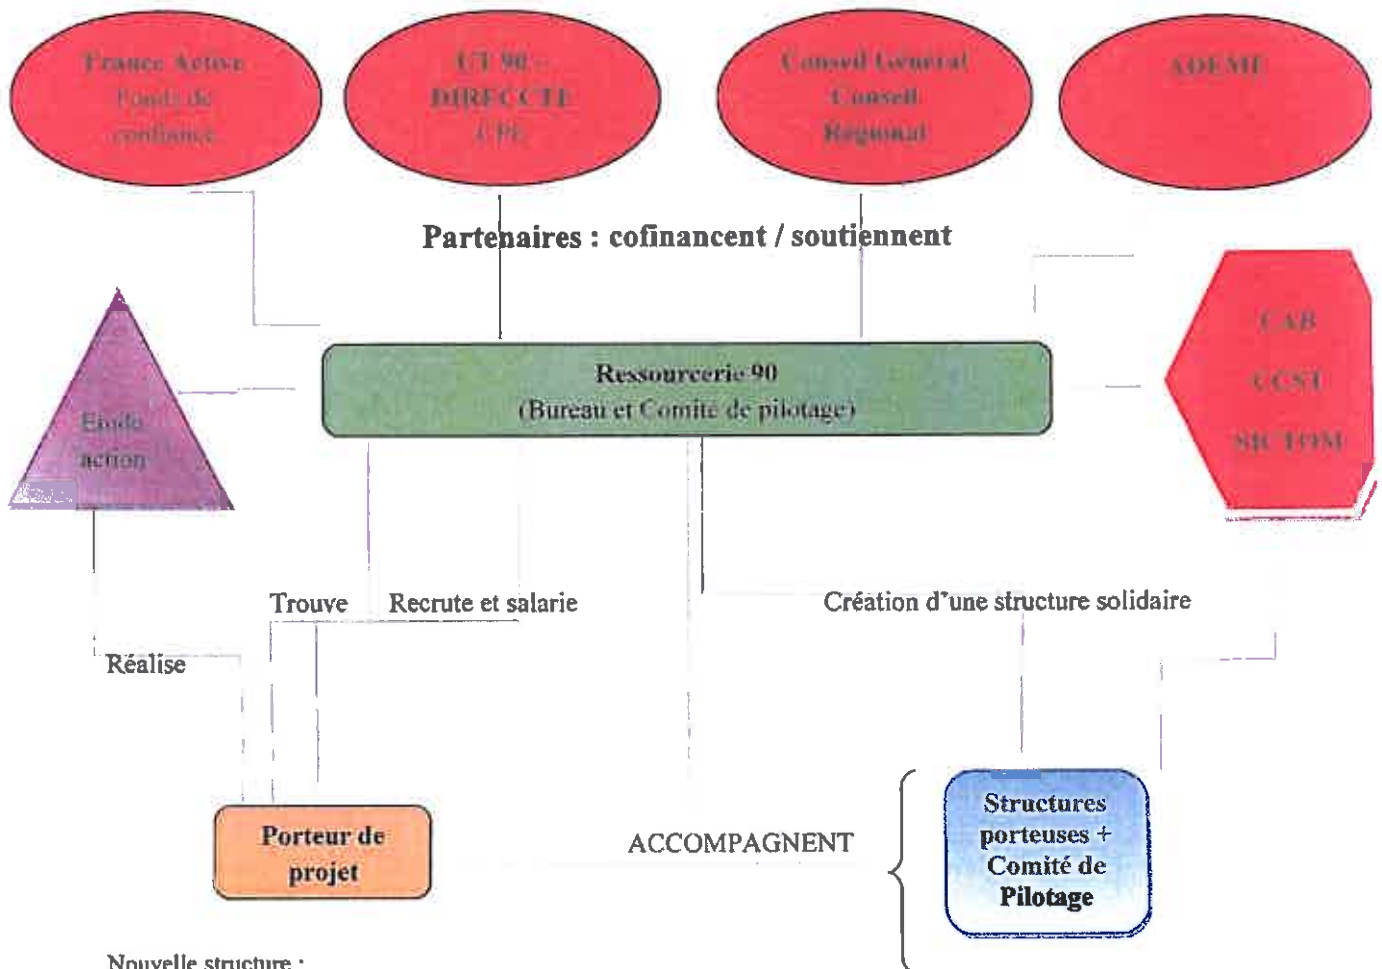 France Active
Fonds de
confiance
UT 90 –
DIRECCTE
CPE
Conseil Général
Conseil
Régional
ADEME
Partenaires : cofinancent / soutiennent
Ressourcerie 90
(Bureau et Comité de pilotage)
Etude
action
CAB
CCST
SICTOM
Trouve
Recrute et salarie
Création d'une structure solidaire
Réalise
Porteur de
projet
ACCOMPAGNENT
Structures
porteuses +
Comité de
Pilotage
Nouvelle structure :